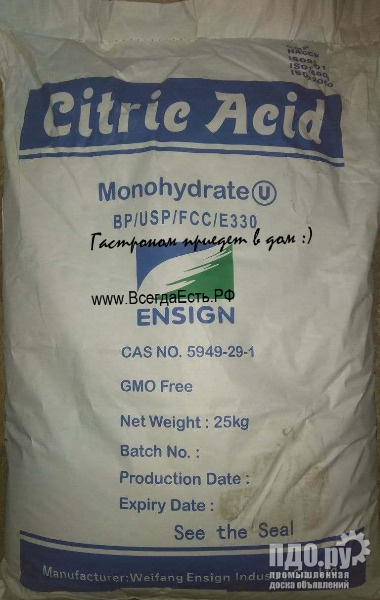 HACCP
Citric Acid
Monohydrate U
BP/USP/FCC/E330
Гастроном приедет в дом :)
www.ВсегдаЕсть.РФ
ENSIGN
CAS NO. 5949-29-1
GMO Free
Net Weight : 25kg
Batch No. :
Production Date :
Expiry Date :
See the Seal
ПДО.ру
промышленная
доска объявлений
Manufacturer:Weifang Ensign Indus